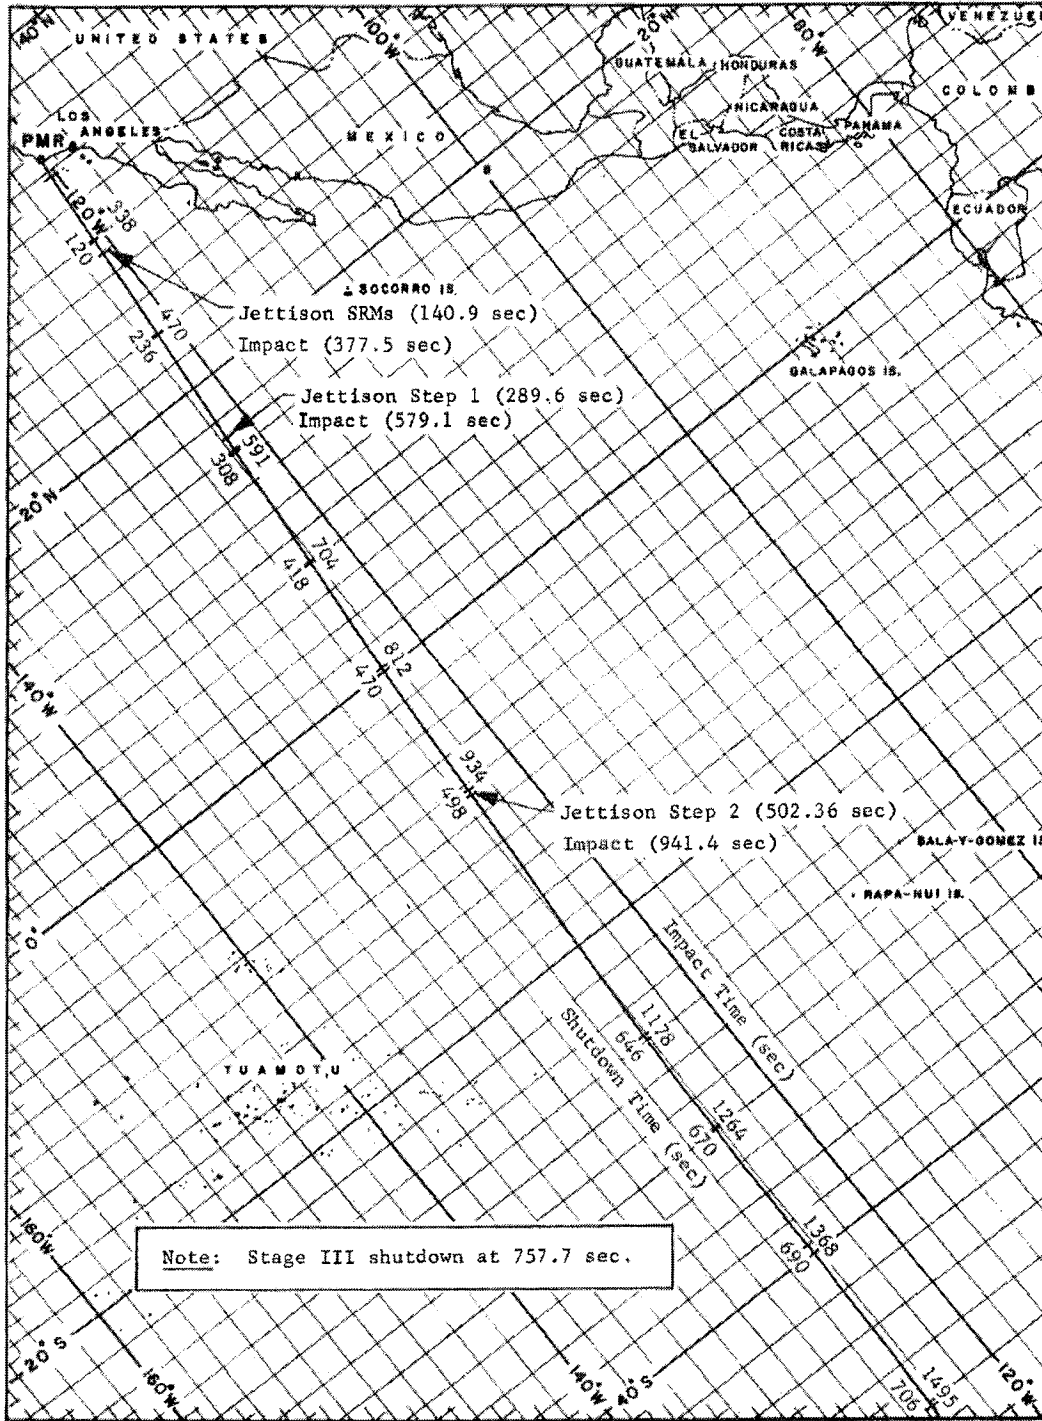 40°N
UNITED STATES
100°W
20°N
80°W
VENEZUEL
GUATEMALA
HONDURAS
COLOMB
NICARAGUA
LOS
ANGELES
MEXICO
EL
SALVADOR
COSTA
RICAS
PANAMA
PMR
120°W
338
120
ECUADOR
SOCORRO IS.
Jettison SRMs (140.9 sec)
Impact (377.5 sec)
470
236
GALAPAGOS IS.
Jettison Step 1 (289.6 sec)
Impact (579.1 sec)
591
308
20°N
704
418
812
470
140°W
934
498
Jettison Step 2 (502.36 sec)
Impact (941.4 sec)
SALA-Y-GOMEZ IS
RAPA-NUI IS.
0°
Impact Time (sec)
Shutdown Time (sec)
1178
646
TUAMOTU
1264
670
160°W
1368
690
Note: Stage III shutdown at 757.7 sec.
20°S
160°W
140°W
40°S
1495
706
120°W